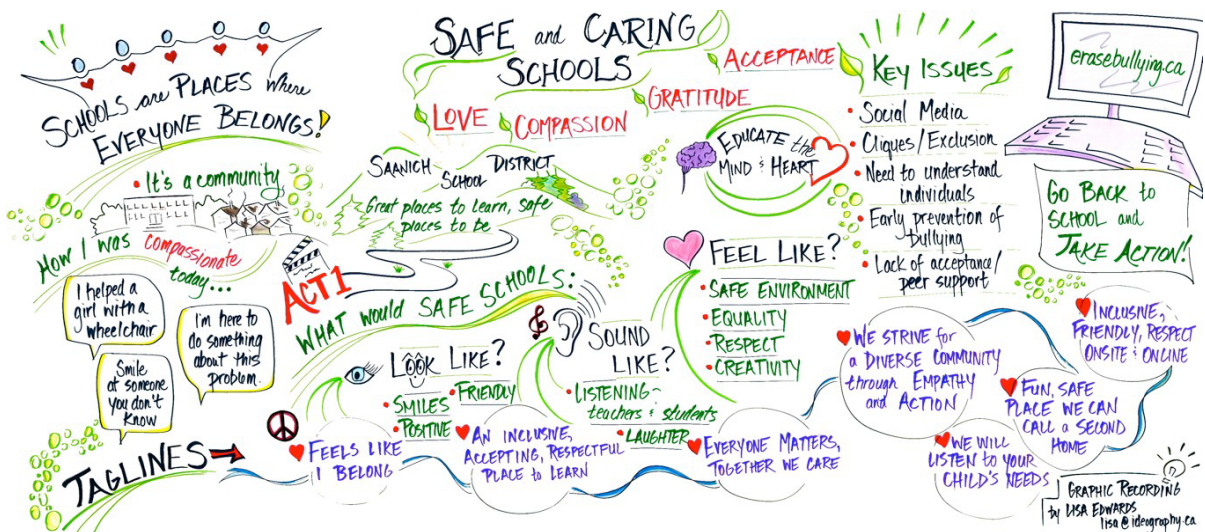 SCHOOLS are PLACES where
EVERYONE BELONGS!
• It's a community
How I was compassionate
today...
I helped a
girl with a
wheelchair
I'm here to
do something
about this
problem.
Smile
at someone
you don't
know
SAFE and CARING
SCHOOLS
LOVE
COMPASSION
GRATITUDE
ACCEPTANCE
SAANICH
SCHOOL
DISTRICT
Great places to learn, safe
places to be
EDUCATE the
MIND & HEART
ACT 1
WHAT would SAFE SCHOOLS:
LOOK LIKE?
• SMILES
• FRIENDLY
• POSITIVE
SOUND
LIKE?
• LISTENING ~
teachers & students
• LAUGHTER
FEEL LIKE?
• SAFE ENVIRONMENT
• EQUALITY
• RESPECT
• CREATIVITY
KEY ISSUES
• Social Media
• Cliques/Exclusion
• Need to understand
individuals
• Early prevention of
bullying
• Lack of acceptance/
peer support
erasebullying.ca
GO BACK to
SCHOOL and
TAKE ACTION!
TAGLINES
FEELS LIKE
I BELONG
AN INCLUSIVE,
ACCEPTING, RESPECTFUL
PLACE to LEARN
EVERYONE MATTERS,
TOGETHER WE CARE
WE STRIVE for
a DIVERSE COMMUNITY
through EMPATHY
and ACTION
WE WILL
LISTEN to YOUR
CHILD'S NEEDS
FUN, SAFE
PLACE WE CAN
CALL a SECOND
HOME
INCLUSIVE,
FRIENDLY, RESPECT
ONSITE & ONLINE
GRAPHIC RECORDING
by LISA EDWARDS
lisa@ideography.ca